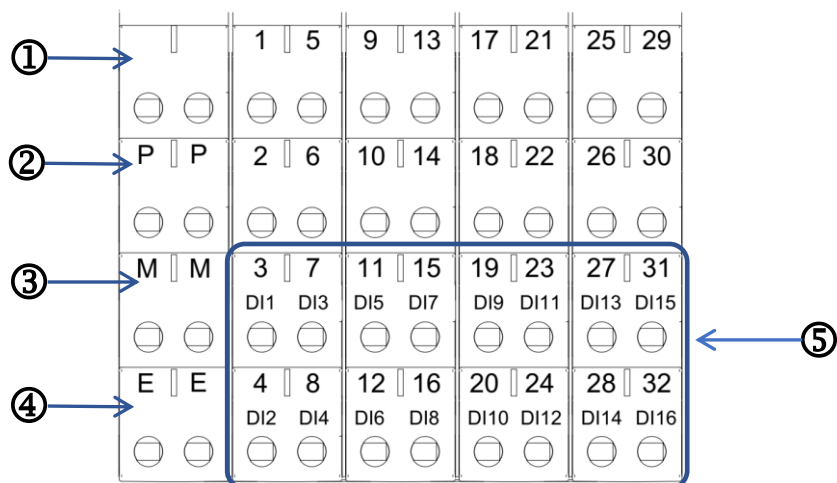 ① 1 5 9 13 17 21 25 29
② P P 2 6 10 14 18 22 26 30
③ M M 3 7 11 15 19 23 27 31
DI1 DI3 DI5 DI7 DI9 DI11 DI13 DI15
⑤
④ E E 4 8 12 16 20 24 28 32
DI2 DI4 DI6 DI8 DI10 DI12 DI14 DI16